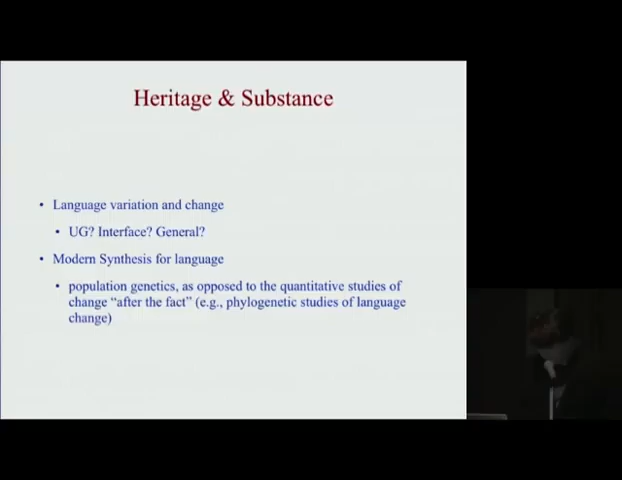 Heritage & Substance
• Language variation and change
• UG? Interface? General?
• Modern Synthesis for language
• population genetics, as opposed to the quantitative studies of
change “after the fact” (e.g., phylogenetic studies of language
change)